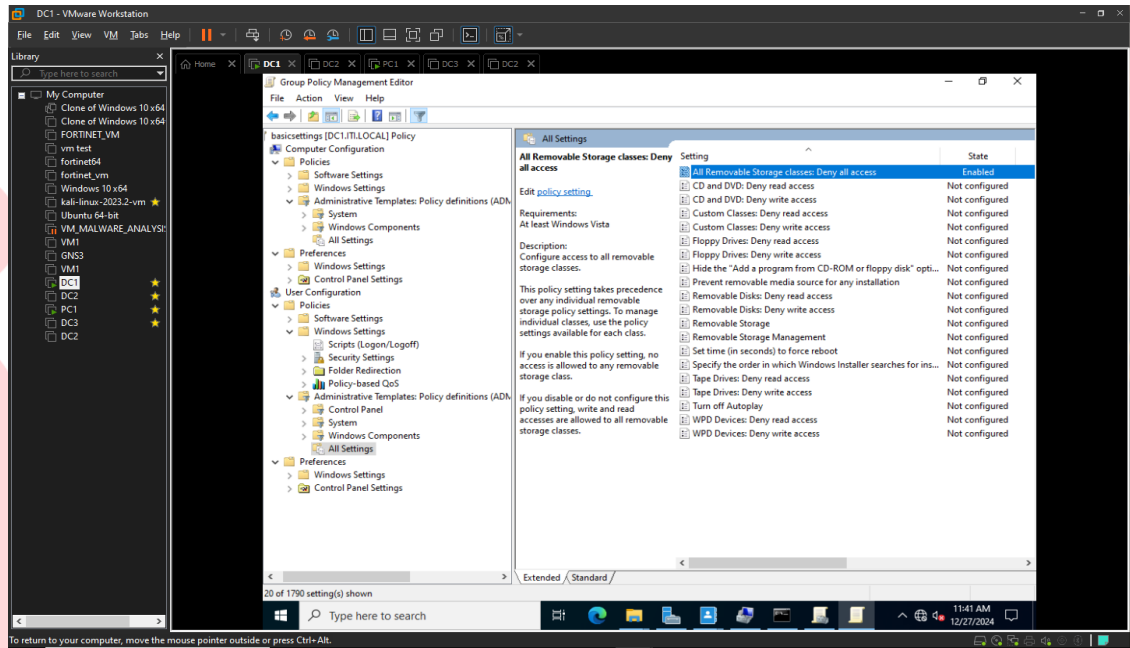 DC1 - VMware Workstation
File Edit View VM Tabs Help
Library
Type here to search
My Computer
Clone of Windows 10 x64
Clone of Windows 10 x64
FORTINET_VM
vm test
fortinet64
fortinet_vm
Windows 10 x64
kali-linux-2023.2-vm
Ubuntu 64-bit
VM_MALWARE_ANALYSI
VM1
GNS3
VM1
DC1
DC2
PC1
DC3
DC2
Home DC1 DC2 PC1 DC3 DC2
Group Policy Management Editor
File Action View Help
basicsettings [DC1.ITI.LOCAL] Policy
Computer Configuration
Policies
Software Settings
Windows Settings
Administrative Templates: Policy definitions (ADM
System
Windows Components
All Settings
Preferences
Windows Settings
Control Panel Settings
User Configuration
Policies
Software Settings
Windows Settings
Scripts (Logon/Logoff)
Security Settings
Folder Redirection
Policy-based QoS
Administrative Templates: Policy definitions (ADM
Control Panel
System
Windows Components
All Settings
Preferences
Windows Settings
Control Panel Settings
All Settings
All Removable Storage classes: Deny
all access
Edit policy setting
Requirements:
At least Windows Vista
Description:
Configure access to all removable
storage classes.
This policy setting takes precedence
over any individual removable
storage policy settings. To manage
individual classes, use the policy
settings available for each class.
If you enable this policy setting, no
access is allowed to any removable
storage class.
If you disable or do not configure this
policy setting, write and read
accesses are allowed to all removable
storage classes.
Setting State
All Removable Storage classes: Deny all access Enabled
CD and DVD: Deny read access Not configured
CD and DVD: Deny write access Not configured
Custom Classes: Deny read access Not configured
Custom Classes: Deny write access Not configured
Floppy Drives: Deny read access Not configured
Floppy Drives: Deny write access Not configured
Hide the "Add a program from CD-ROM or floppy disk" opti... Not configured
Prevent removable media source for any installation Not configured
Removable Disks: Deny read access Not configured
Removable Disks: Deny write access Not configured
Removable Storage Not configured
Removable Storage Management Not configured
Set time (in seconds) to force reboot Not configured
Specify the order in which Windows Installer searches for ins... Not configured
Tape Drives: Deny read access Not configured
Tape Drives: Deny write access Not configured
Turn off Autoplay Not configured
WPD Devices: Deny read access Not configured
WPD Devices: Deny write access Not configured
Extended Standard
20 of 1790 setting(s) shown
Type here to search
11:41 AM
12/27/2024
To return to your computer, move the mouse pointer outside or press Ctrl+Alt.